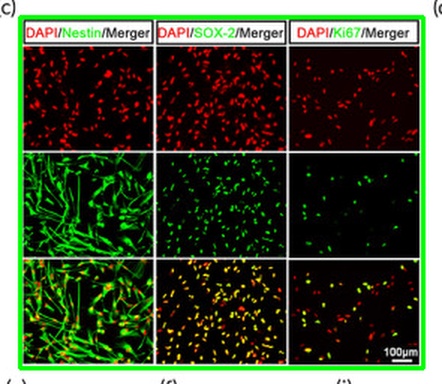 (c)
DAPI/Nestin/Merger
DAPI/SOX-2/Merger
DAPI/Ki67/Merger
100μm